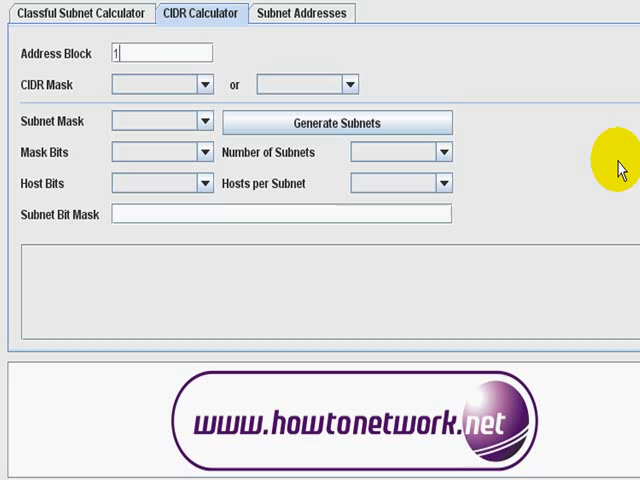 Classful Subnet Calculator CIDR Calculator Subnet Addresses
Address Block 1
CIDR Mask or
Subnet Mask Generate Subnets
Mask Bits Number of Subnets
Host Bits Hosts per Subnet
Subnet Bit Mask
www.howtonetwork.net